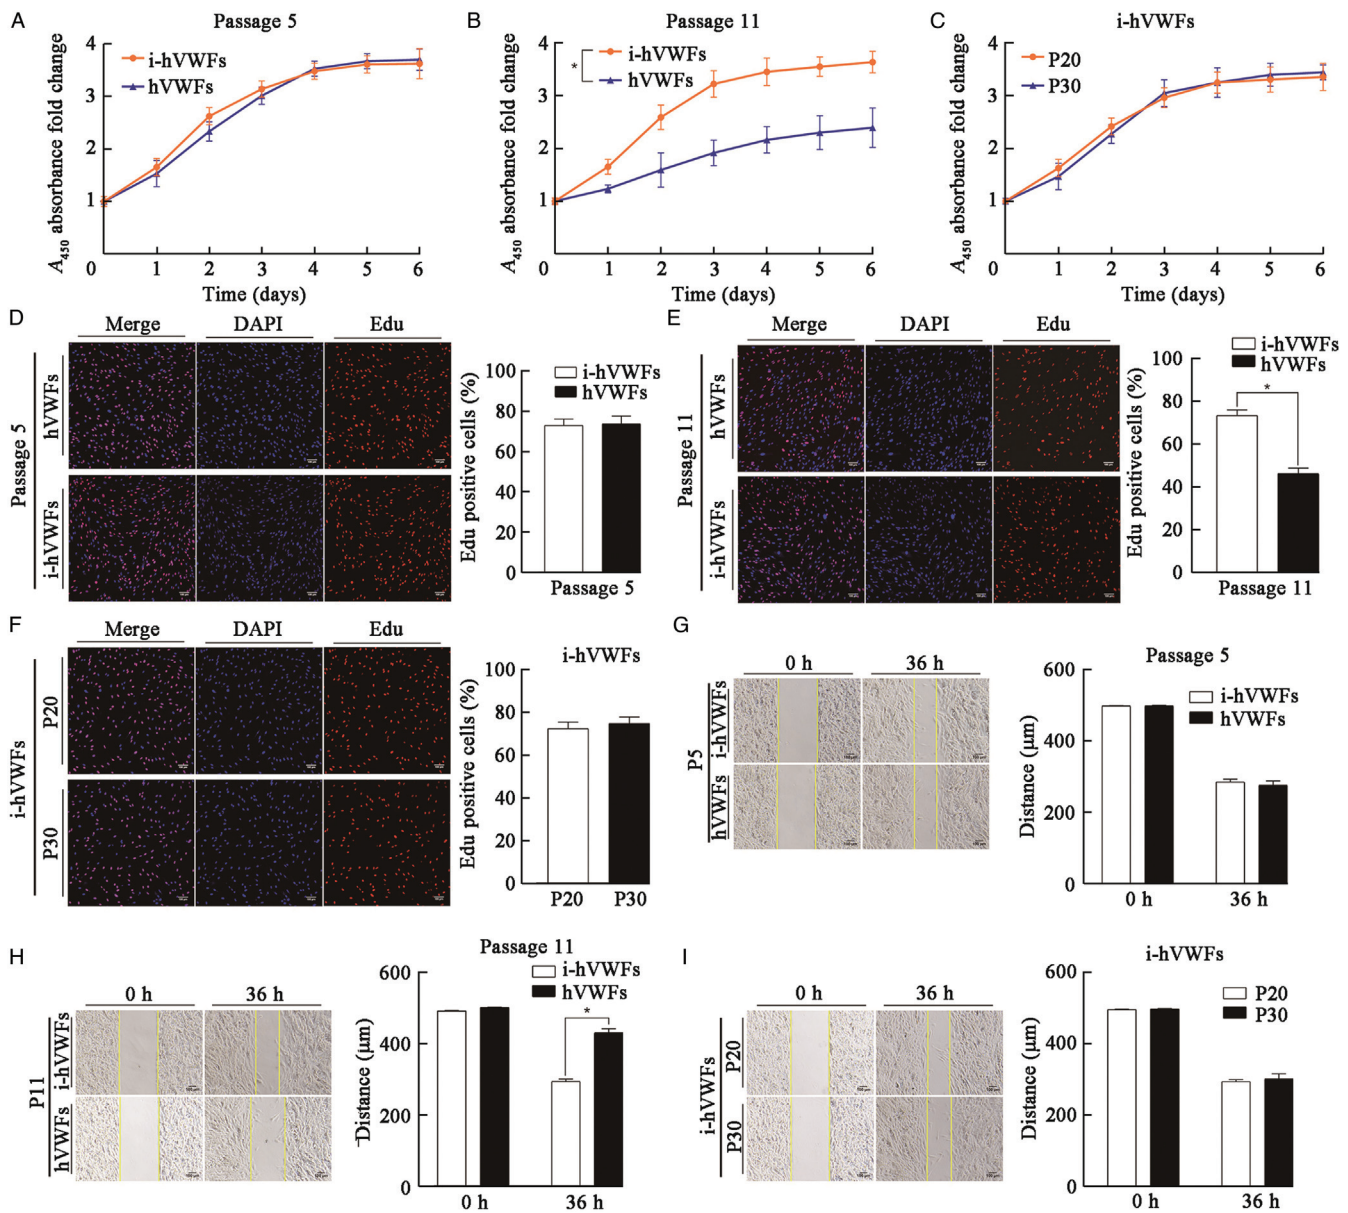 A
Passage 5
A450 absorbance fold change
4
3
2
1
0
1 2 3 4 5 6
Time (days)
i-hVWFs
hVWFs
B
Passage 11
A450 absorbance fold change
4
3
2
1
0
1 2 3 4 5 6
Time (days)
*
i-hVWFs
hVWFs
C
i-hVWFs
A450 absorbance fold change
4
3
2
1
0
1 2 3 4 5 6
Time (days)
P20
P30
D
Merge DAPI Edu
Passage 5
hVWFs
i-hVWFs
Edu positive cells (%)
100
80
60
40
20
0
i-hVWFs
hVWFs
Passage 5
E
Merge DAPI Edu
Passage 11
hVWFs
i-hVWFs
Edu positive cells (%)
100
80
60
40
20
0
i-hVWFs
hVWFs
*
Passage 11
F
Merge DAPI Edu
i-hVWFs
P20
P30
i-hVWFs
Edu positive cells (%)
100
80
60
40
20
0
P20 P30
G
0 h 36 h
P5
i-hVWFs
hVWFs
Passage 5
Distance (μm)
600
400
200
0
i-hVWFs
hVWFs
0 h 36 h
H
0 h 36 h
P11
i-hVWFs
hVWFs
Passage 11
Distance (μm)
600
400
200
0
i-hVWFs
hVWFs
*
0 h 36 h
I
0 h 36 h
i-hVWFs
P20
P30
i-hVWFs
Distance (μm)
600
400
200
0
P20
P30
0 h 36 h